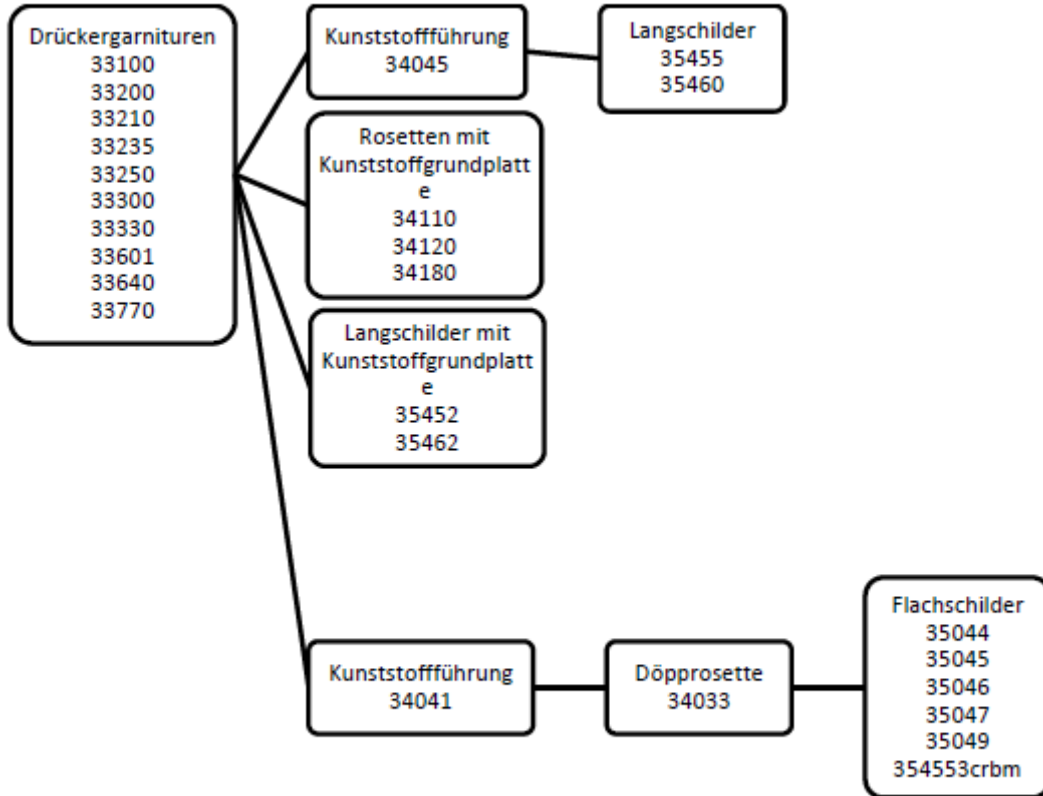 Drückergarnituren
33100
33200
33210
33235
33250
33300
33330
33601
33640
33770
Kunststoffführung
34045
Langschilder
35455
35460
Rosetten mit
Kunststoffgrundplatt
e
34110
34120
34180
Langschilder mit
Kunststoffgrundplatt
e
35452
35462
Kunststoffführung
34041
Döpprosette
34033
Flachschilder
35044
35045
35046
35047
35049
354553crbm